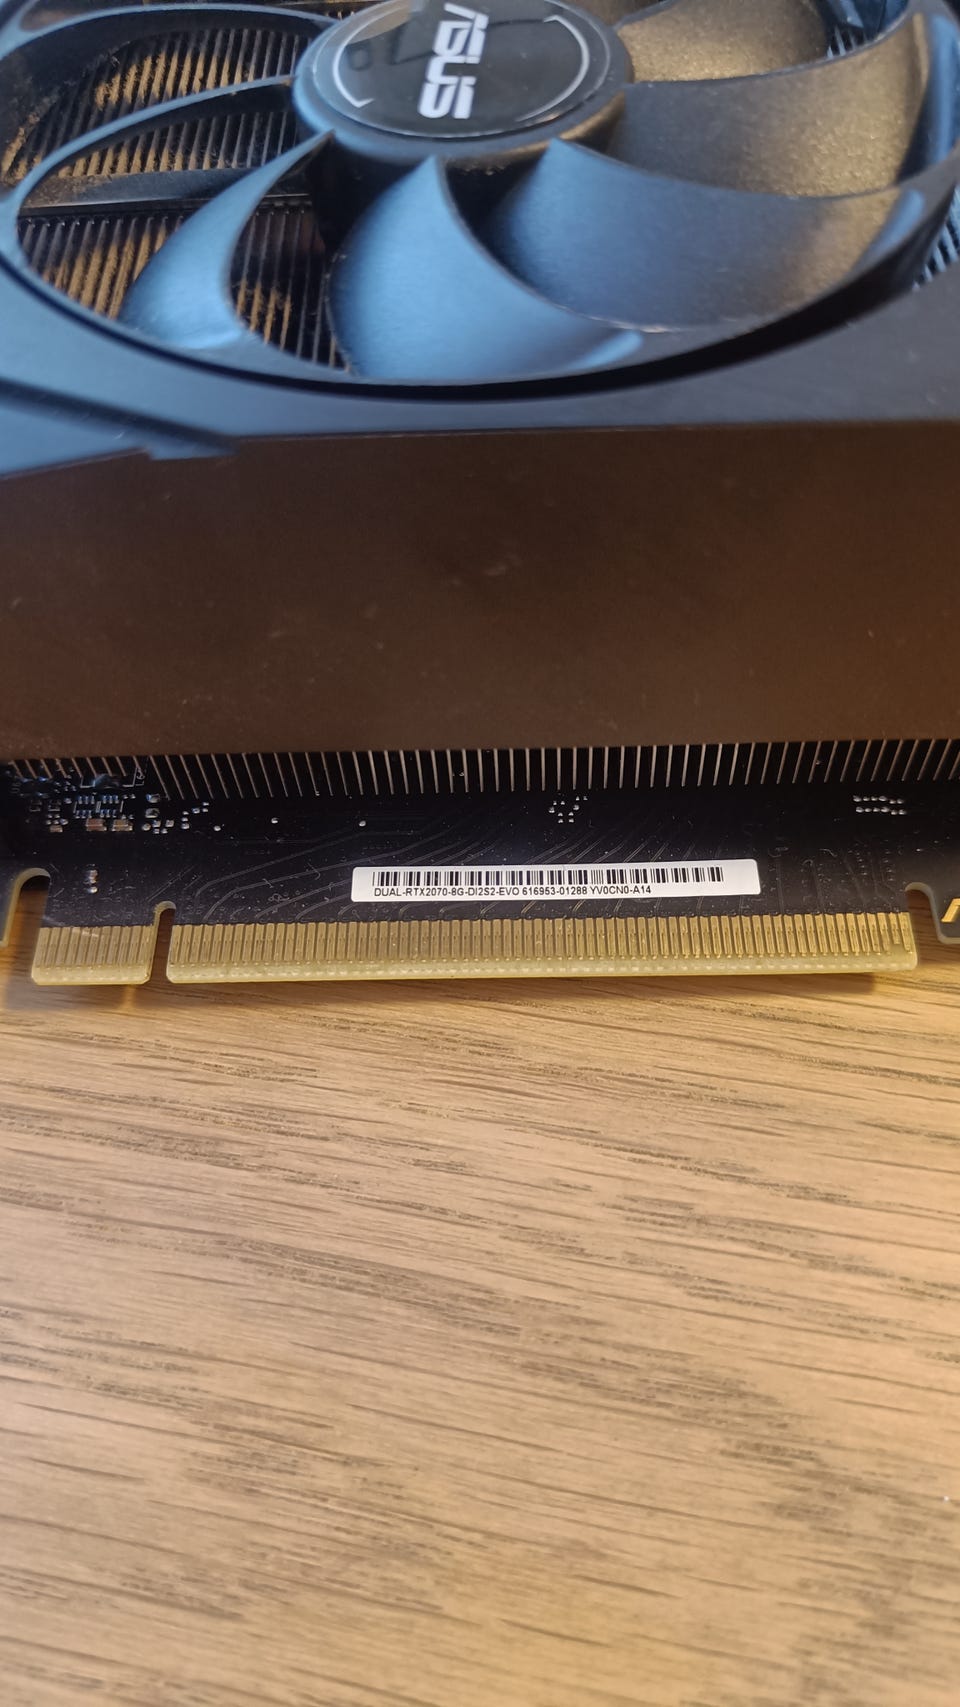 ASUS
DUAL-RTX2070-8G-DI2S2-EVO 616953-01288 YV0CN0-A14